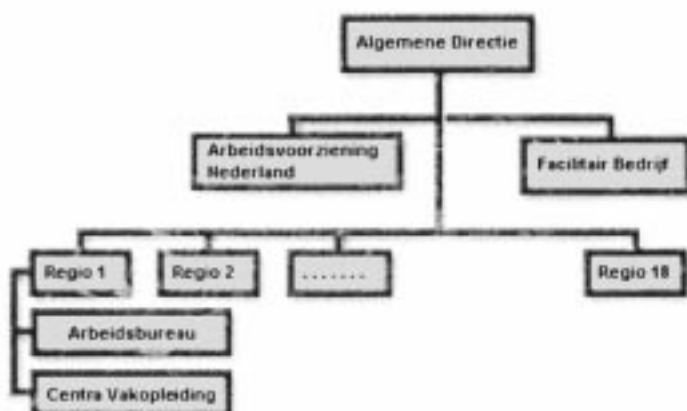 Algemene Directie
Arbeidsvoorziening
Nederland
Facilitair Bedrijf
Regio 1
Regio 2
.......
Regio 18
Arbeidsbureau
Centra Vakopleiding